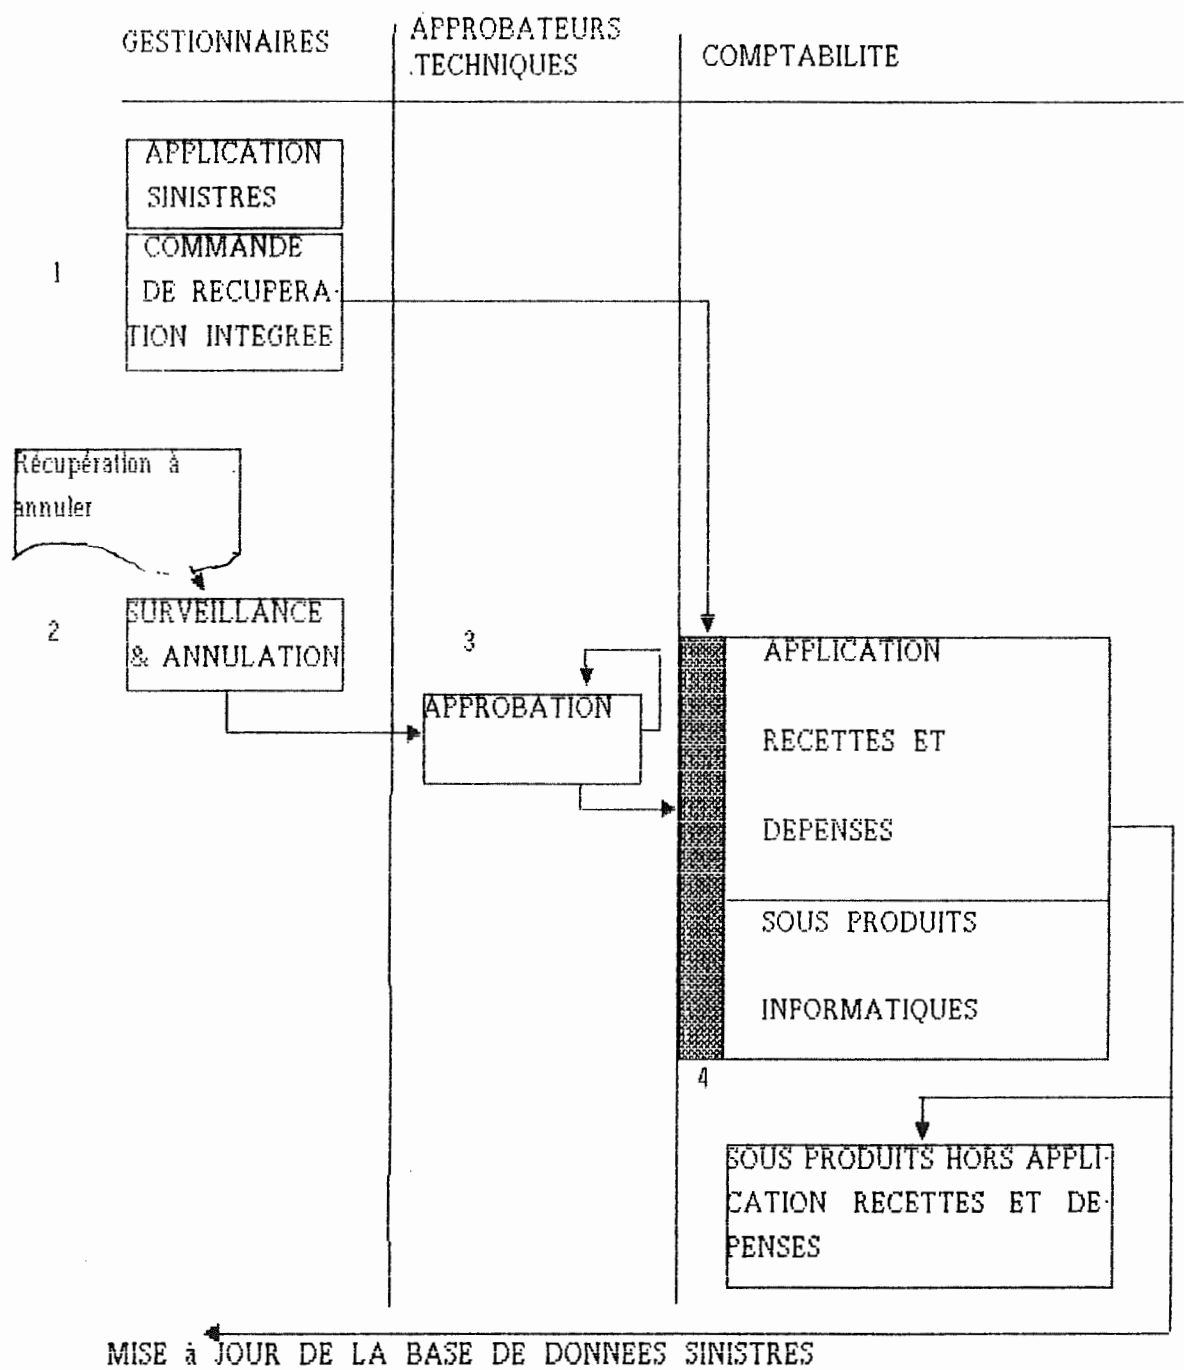 GESTIONNAIRES
APPROBATEURS
.TECHNIQUES
COMPTABILITE
APPLICATION
SINISTRES
1
COMMANDE
DE RECUPERA-
TION INTEGREE
Récupération à
annuler
2
SURVEILLANCE
& ANNULATION
3
APPROBATION
APPLICATION
RECETTES ET
DEPENSES
SOUS PRODUITS
INFORMATIQUES
4
SOUS PRODUITS HORS APPLI-
CATION RECETTES ET DE-
PENSES
MISE à JOUR DE LA BASE DE DONNEES SINISTRES